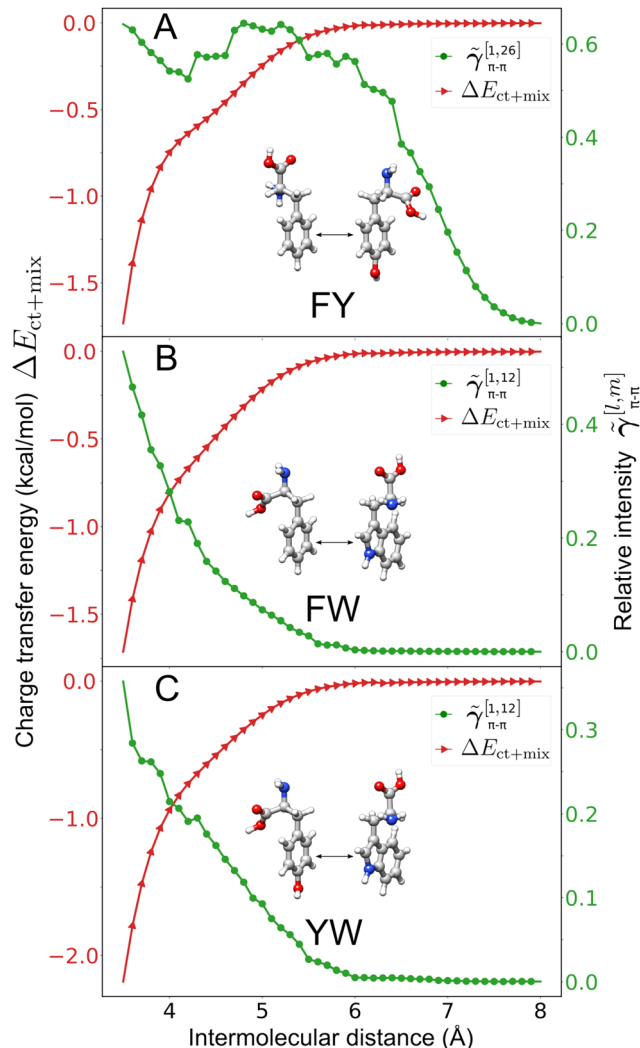 A
γ̃π-π[1,26]
ΔEct+mix
FY
0.0
−0.5
−1.0
−1.5
0.6
0.4
0.2
0.0
B
γ̃π-π[1,12]
ΔEct+mix
FW
0.0
−0.5
−1.0
−1.5
0.4
0.2
0.0
C
γ̃π-π[1,12]
ΔEct+mix
YW
0.0
−1.0
−2.0
0.3
0.2
0.1
0.0
4 5 6 7 8
Intermolecular distance (Å)
Charge transfer energy (kcal/mol) ΔEct+mix
Relative intensity γ̃π-π[l,m]